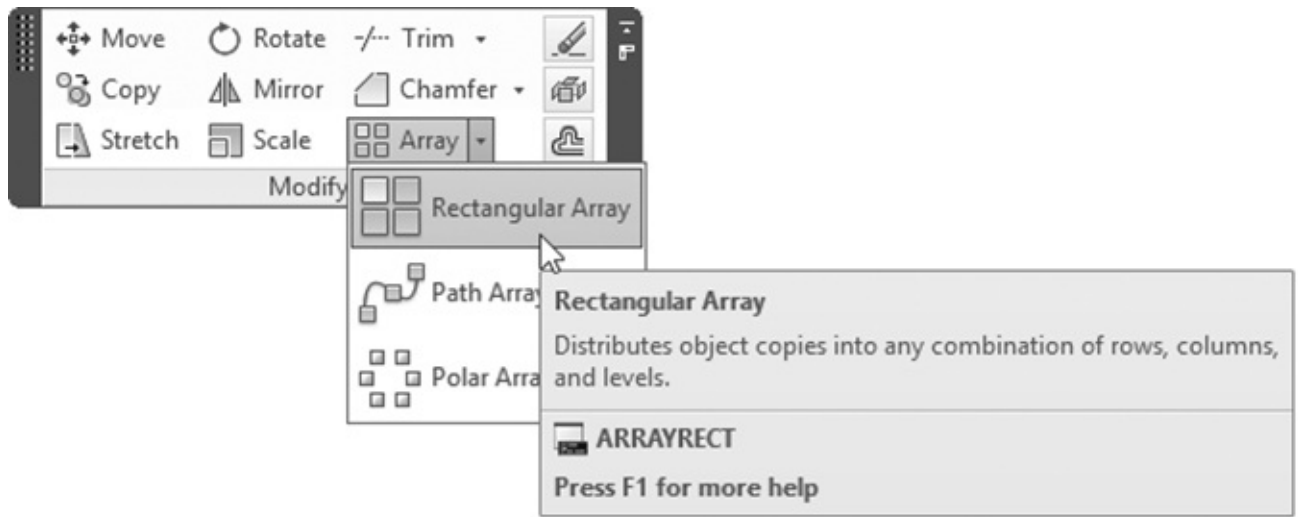 Move Rotate Trim
Copy Mirror Chamfer
Stretch Scale Array
Modify
Rectangular Array
Path Array
Polar Arra
Rectangular Array
Distributes object copies into any combination of rows, columns,
and levels.
ARRAYRECT
Press F1 for more help